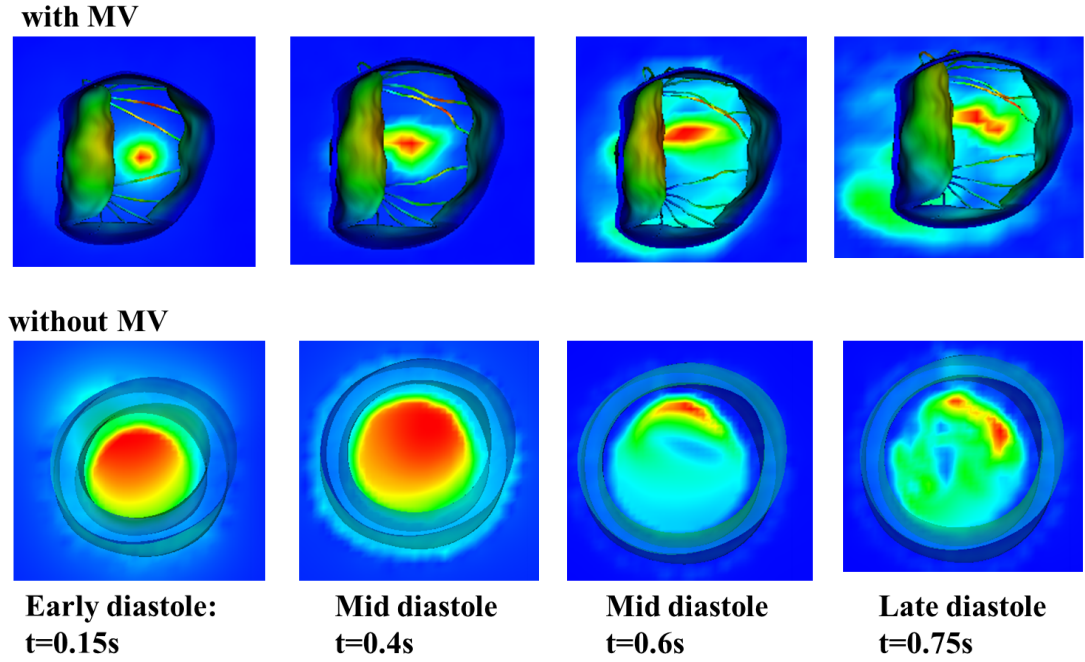 with MV
without MV
Early diastole:
t=0.15s
Mid diastole
t=0.4s
Mid diastole
t=0.6s
Late diastole
t=0.75s